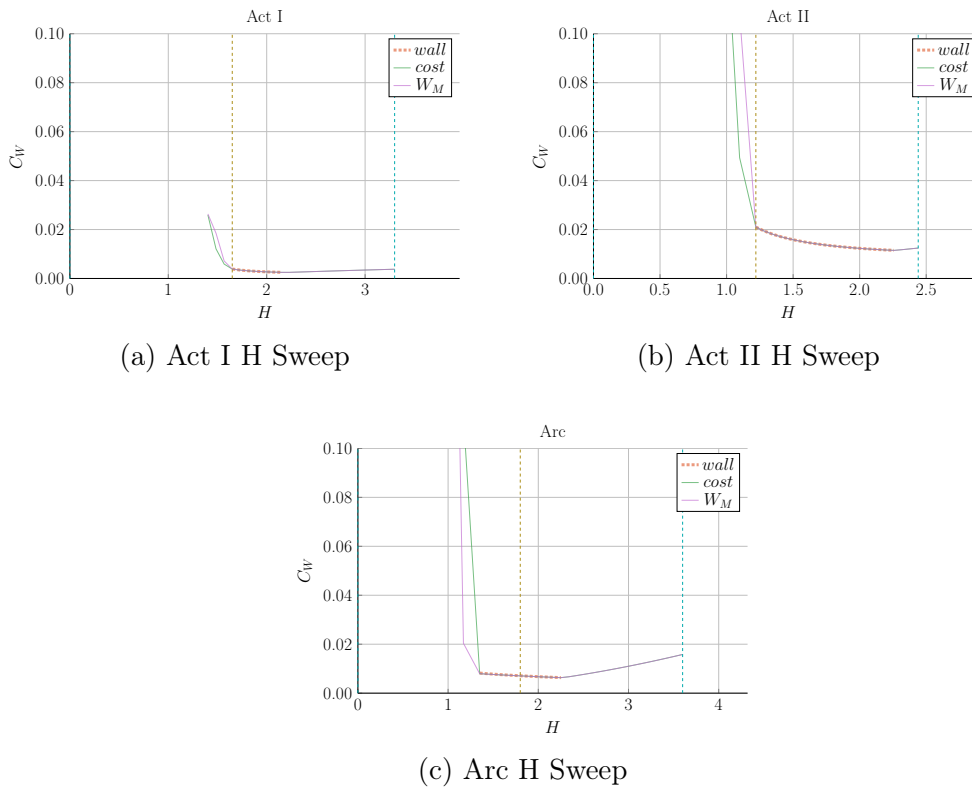 Act I
0.10
0.08
0.06
0.04
0.02
0.00
C_W
0 1 2 3
H
wall
cost
W_M
(a) Act I H Sweep
Act II
0.10
0.08
0.06
0.04
0.02
0.00
C_W
0.0 0.5 1.0 1.5 2.0 2.5
H
wall
cost
W_M
(b) Act II H Sweep
Arc
0.10
0.08
0.06
0.04
0.02
0.00
C_W
0 1 2 3 4
H
wall
cost
W_M
(c) Arc H Sweep